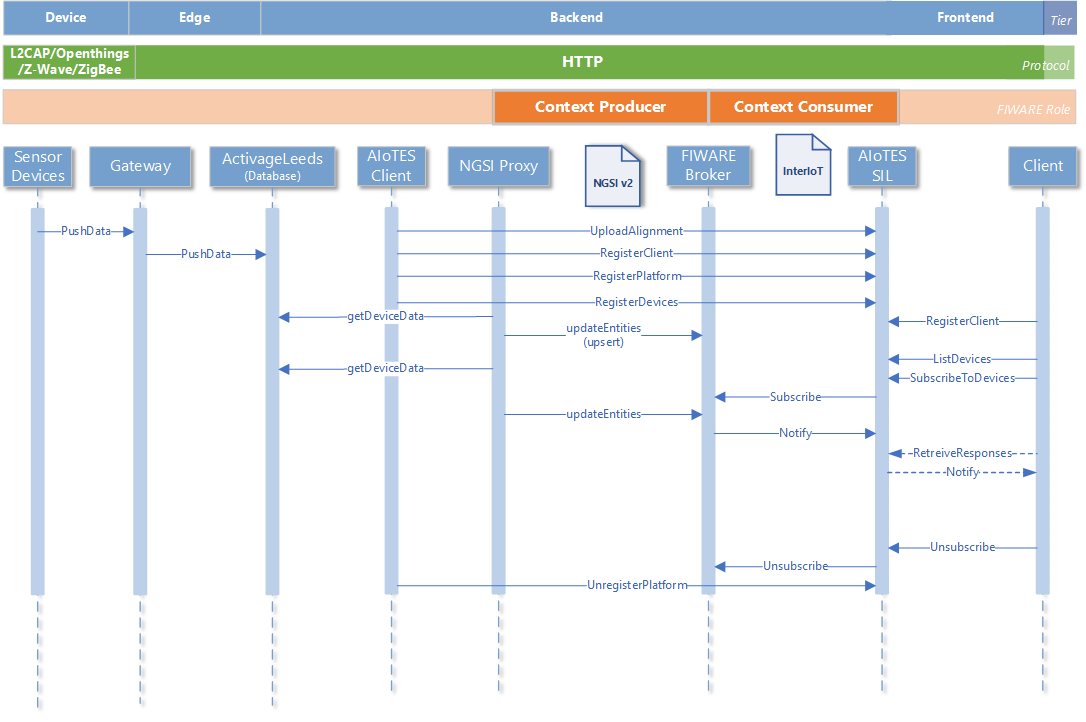 Device
Edge
Backend
Frontend
Tier
L2CAP/Openthings
/Z-Wave/ZigBee
HTTP
Protocol
Context Producer
Context Consumer
FIWARE Role
Sensor
Devices
Gateway
ActivageLeeds
(Database)
AIoTES
Client
NGSI Proxy
NGSI v2
FIWARE
Broker
InterIoT
AIoTES
SIL
Client
PushData
UploadAlignment
PushData
RegisterClient
RegisterPlatform
RegisterDevices
getDeviceData
RegisterClient
updateEntities
(upsert)
ListDevices
getDeviceData
SubscribeToDevices
Subscribe
updateEntities
Notify
RetreiveResponses
Notify
Unsubscribe
Unsubscribe
UnregisterPlatform